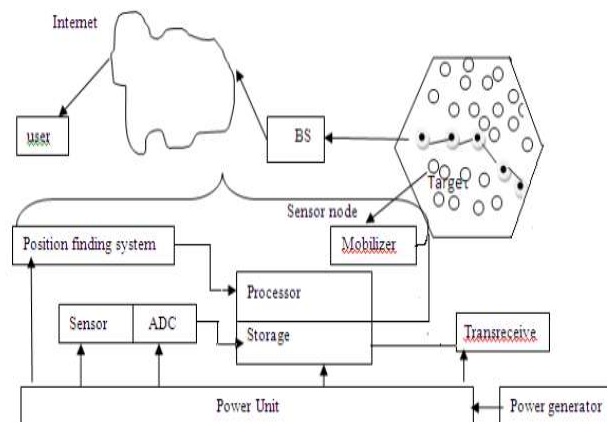 Internet
user
BS
Target
Sensor node
Position finding system
Mobilizer
Processor
Sensor
ADC
Storage
Transreceive
Power Unit
Power generator